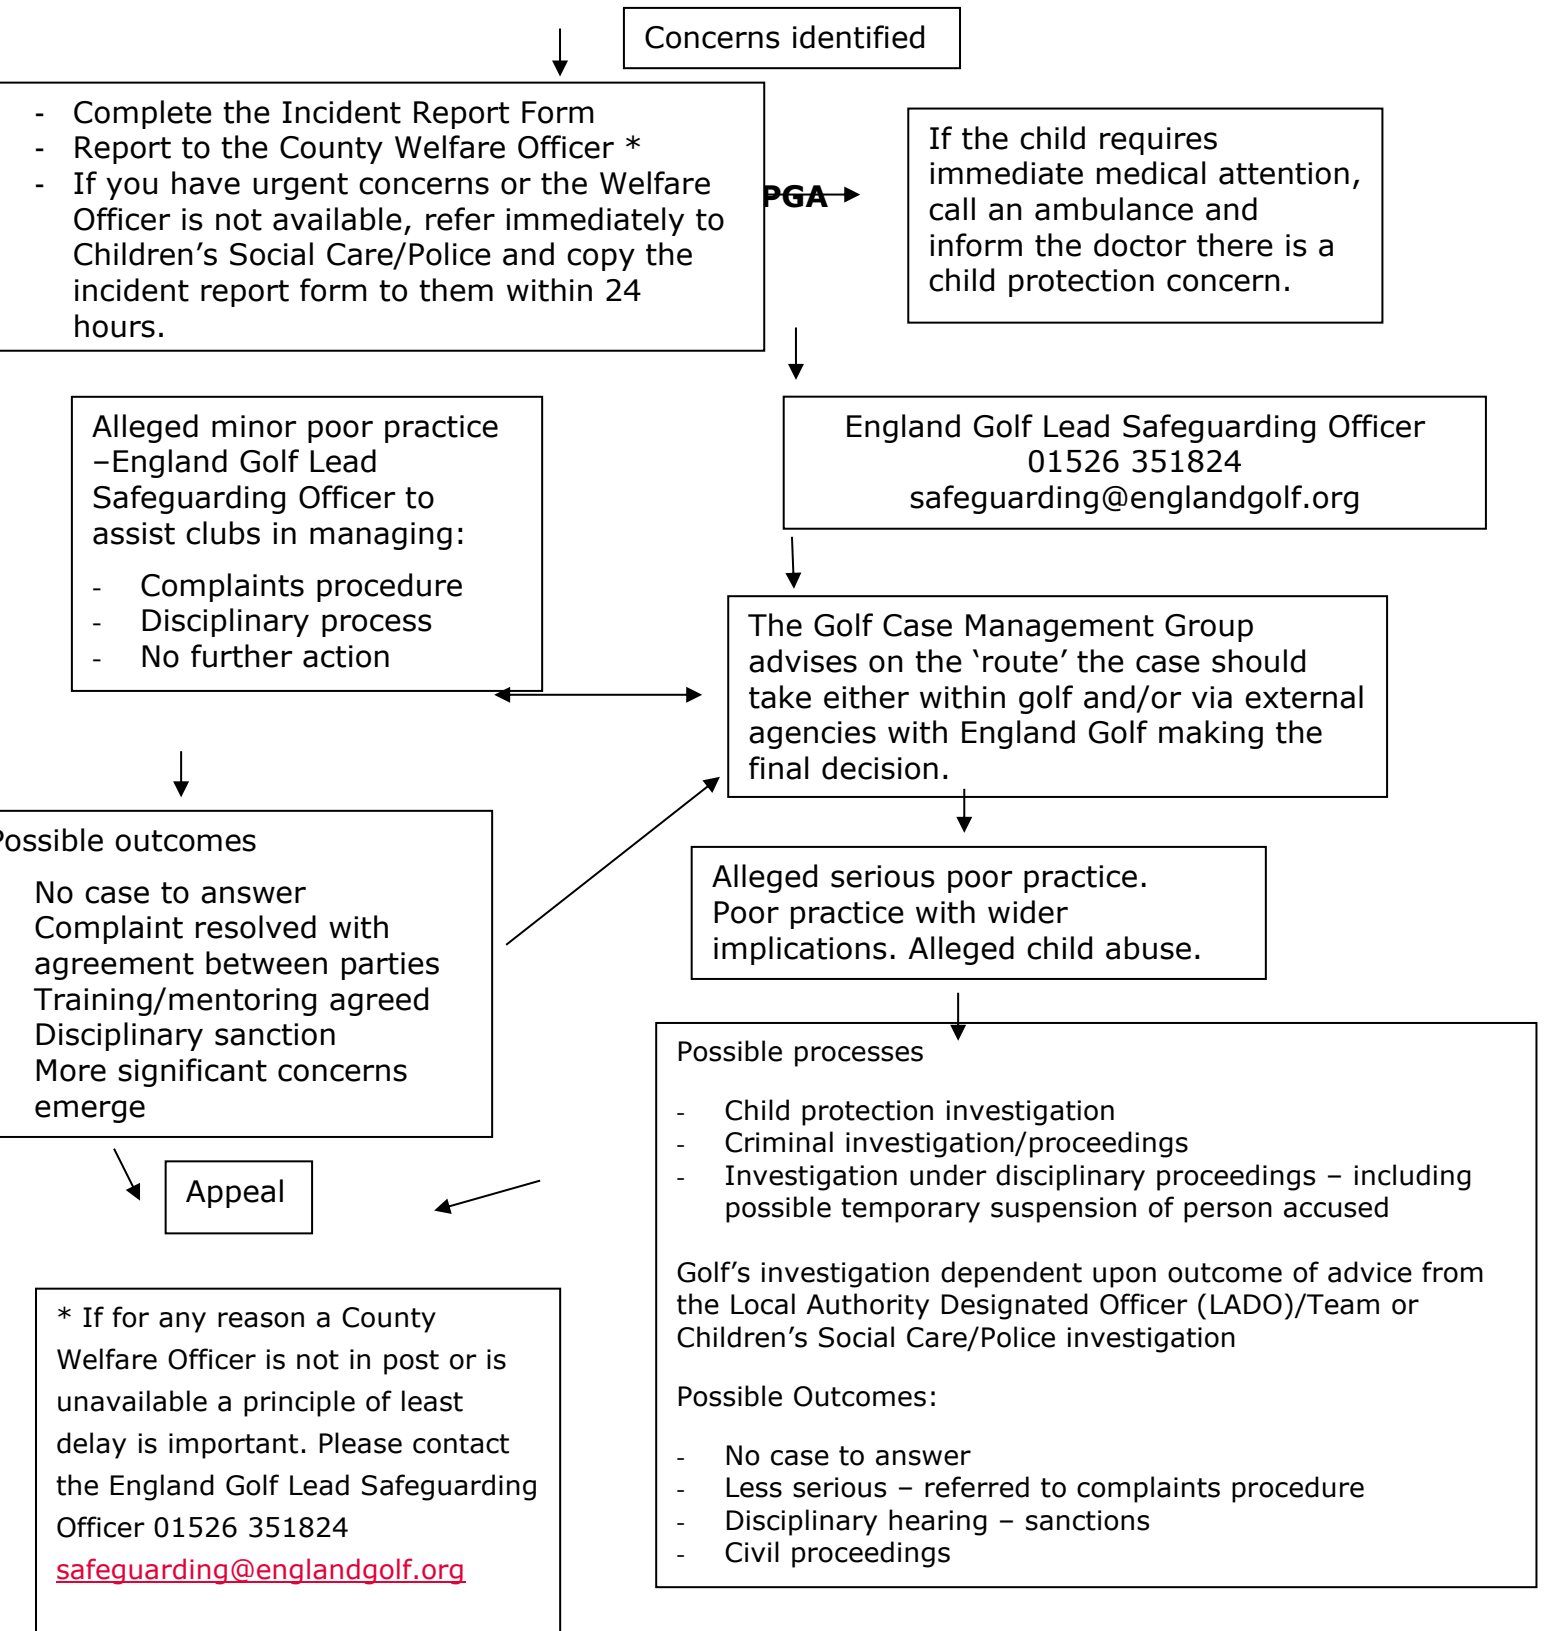 Concerns identified
- Complete the Incident Report Form
- Report to the County Welfare Officer *
- If you have urgent concerns or the Welfare
Officer is not available, refer immediately to
Children’s Social Care/Police and copy the
incident report form to them within 24
hours.
PGA
If the child requires
immediate medical attention,
call an ambulance and
inform the doctor there is a
child protection concern.
Alleged minor poor practice
–England Golf Lead
Safeguarding Officer to
assist clubs in managing:
- Complaints procedure
- Disciplinary process
- No further action
England Golf Lead Safeguarding Officer
01526 351824
safeguarding@englandgolf.org
The Golf Case Management Group
advises on the ‘route’ the case should
take either within golf and/or via external
agencies with England Golf making the
final decision.
Possible outcomes
No case to answer
Complaint resolved with
agreement between parties
Training/mentoring agreed
Disciplinary sanction
More significant concerns
emerge
Alleged serious poor practice.
Poor practice with wider
implications. Alleged child abuse.
Appeal
Possible processes
- Child protection investigation
- Criminal investigation/proceedings
- Investigation under disciplinary proceedings – including
possible temporary suspension of person accused
Golf’s investigation dependent upon outcome of advice from
the Local Authority Designated Officer (LADO)/Team or
Children’s Social Care/Police investigation
Possible Outcomes:
- No case to answer
- Less serious – referred to complaints procedure
- Disciplinary hearing – sanctions
- Civil proceedings
* If for any reason a County
Welfare Officer is not in post or is
unavailable a principle of least
delay is important. Please contact
the England Golf Lead Safeguarding
Officer 01526 351824
safeguarding@englandgolf.org